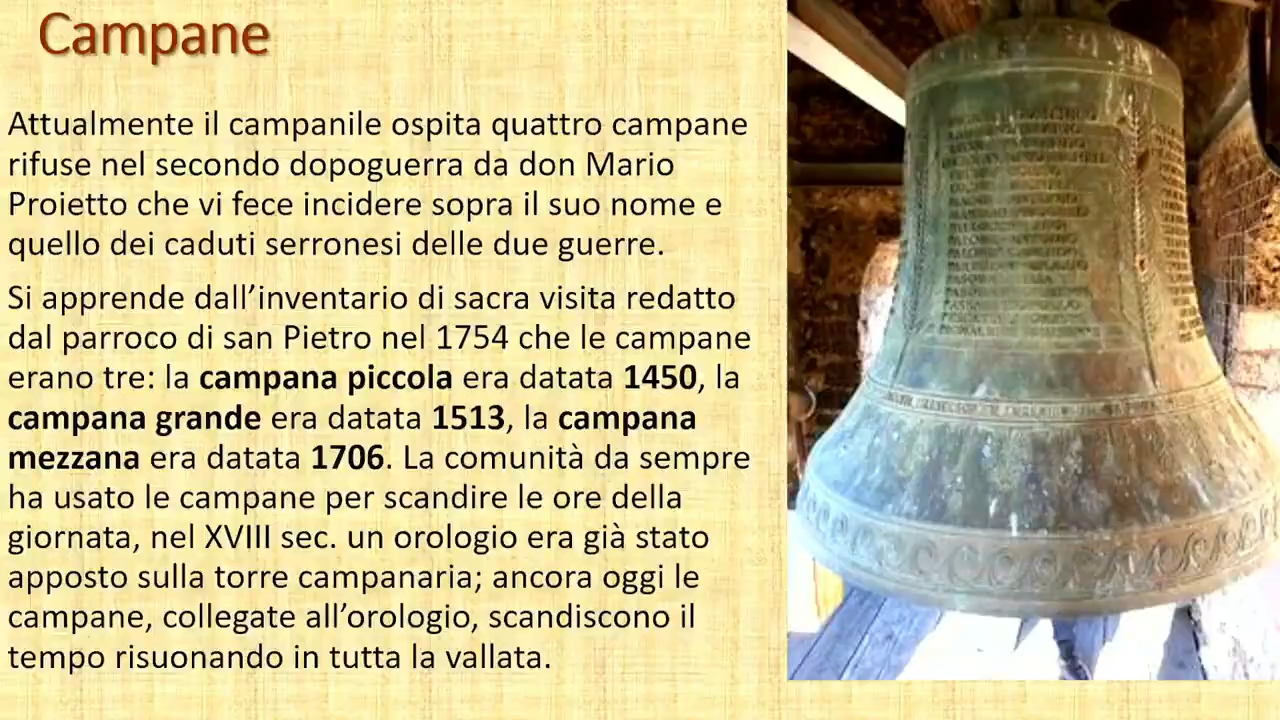 Campane
Attualmente il campanile ospita quattro campane
rifuse nel secondo dopoguerra da don Mario
Proietto che vi fece incidere sopra il suo nome e
quello dei caduti serronesi delle due guerre.
Si apprende dall’inventario di sacra visita redatto
dal parroco di san Pietro nel 1754 che le campane
erano tre: la campana piccola era datata 1450, la
campana grande era datata 1513, la campana
mezzana era datata 1706. La comunità da sempre
ha usato le campane per scandire le ore della
giornata, nel XVIII sec. un orologio era già stato
apposto sulla torre campanaria; ancora oggi le
campane, collegate all’orologio, scandiscono il
tempo risuonando in tutta la vallata.